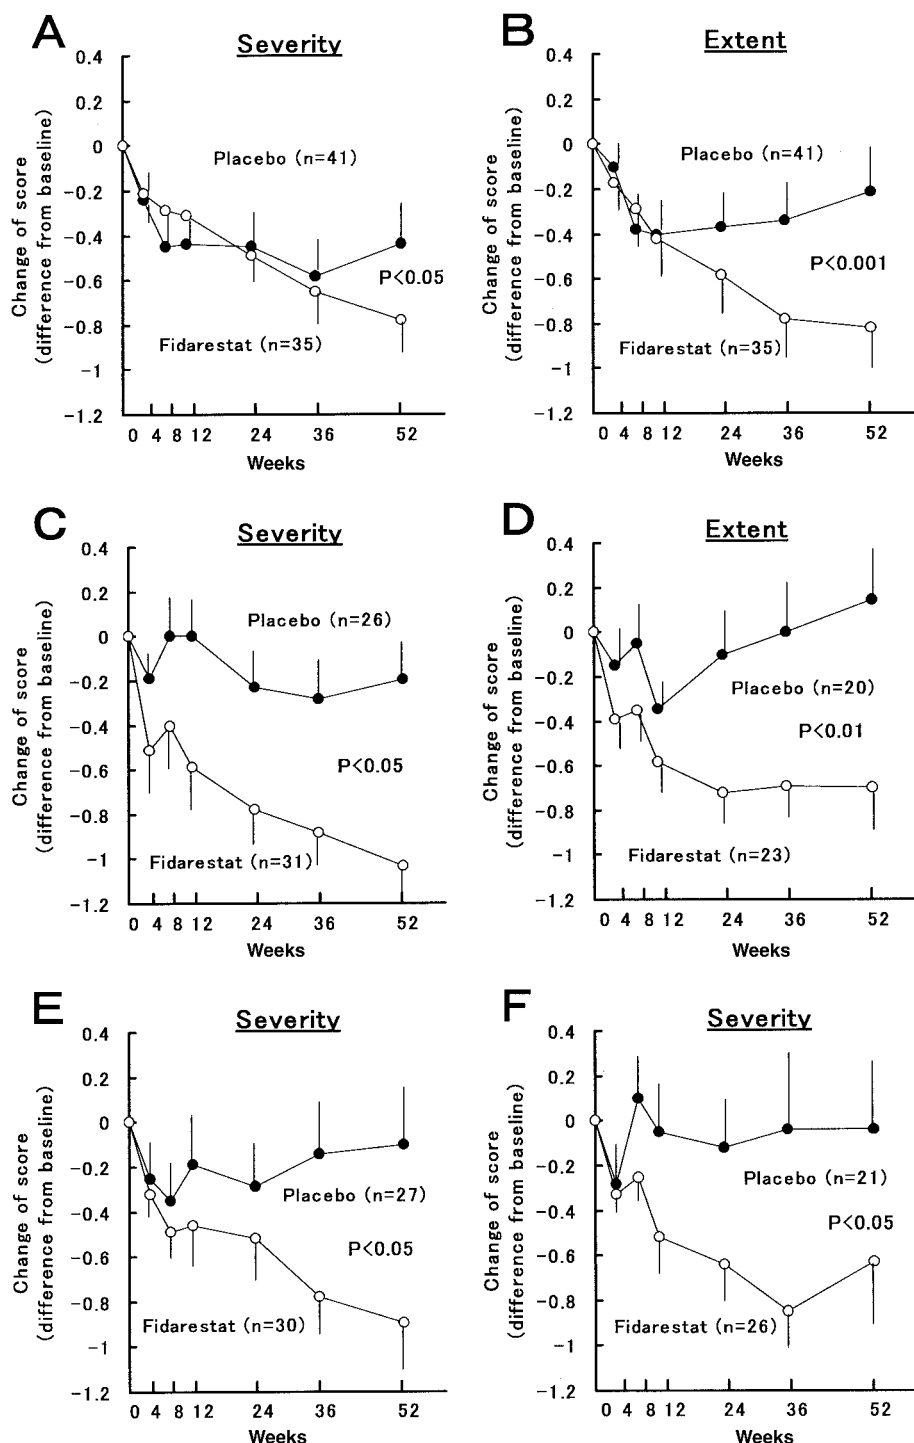 A
Severity
0.4
0.2
0
-0.2
-0.4
-0.6
-0.8
-1
-1.2
Change of score
(difference from baseline)
Placebo (n=41)
P<0.05
Fidarestat (n=35)
0 4 8 12 24 36 52
Weeks
B
Extent
0.4
0.2
0
-0.2
-0.4
-0.6
-0.8
-1
-1.2
Change of score
(difference from baseline)
Placebo (n=41)
P<0.001
Fidarestat (n=35)
0 4 8 12 24 36 52
Weeks
C
Severity
0.4
0.2
0
-0.2
-0.4
-0.6
-0.8
-1
-1.2
Change of score
(difference from baseline)
Placebo (n=26)
P<0.05
Fidarestat (n=31)
0 4 8 12 24 36 52
Weeks
D
Extent
0.4
0.2
0
-0.2
-0.4
-0.6
-0.8
-1
-1.2
Change of score
(difference from baseline)
Placebo (n=20)
P<0.01
Fidarestat (n=23)
0 4 8 12 24 36 52
Weeks
E
Severity
0.4
0.2
0
-0.2
-0.4
-0.6
-0.8
-1
-1.2
Change of score
(difference from baseline)
Placebo (n=27)
P<0.05
Fidarestat (n=30)
0 4 8 12 24 36 52
Weeks
F
Severity
0.4
0.2
0
-0.2
-0.4
-0.6
-0.8
-1
-1.2
Change of score
(difference from baseline)
Placebo (n=21)
P<0.05
Fidarestat (n=26)
0 4 8 12 24 36 52
Weeks